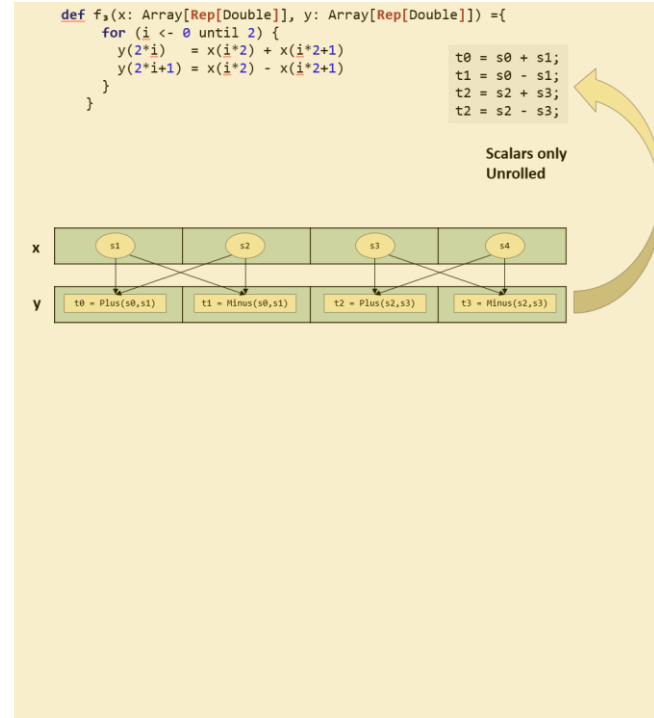 def f₃(x: Array[Rep[Double]], y: Array[Rep[Double]]) ={
for (i <- 0 until 2) {
y(2*i)   = x(i*2) + x(i*2+1)
y(2*i+1) = x(i*2) - x(i*2+1)
}
}
t0 = s0 + s1;
t1 = s0 - s1;
t2 = s2 + s3;
t2 = s2 - s3;
Scalars only
Unrolled
x s1 s2 s3 s4
y t0 = Plus(s0,s1) t1 = Minus(s0,s1) t2 = Plus(s2,s3) t3 = Minus(s2,s3)